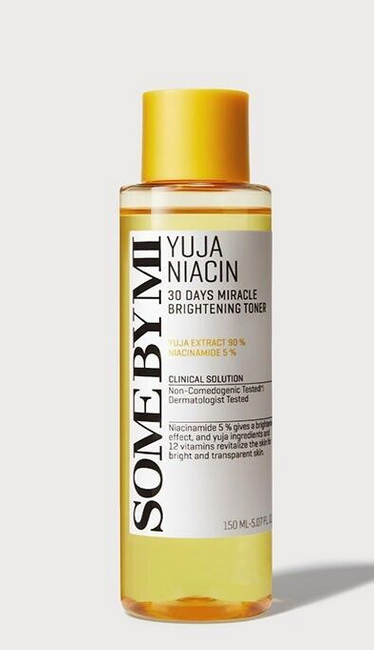 SOME BY MI
YUJA
NIACIN
30 DAYS MIRACLE
BRIGHTENING TONER
YUJA EXTRACT 90 %
NIACINAMIDE 5 %
CLINICAL SOLUTION
Non-Comedogenic Tested
Dermatologist Tested
Niacinamide 5 % gives a
effect, and yuja ingredients and
12 vitamins revitalize the skin
bright and transparent skin.
150 ML-5.07 FL